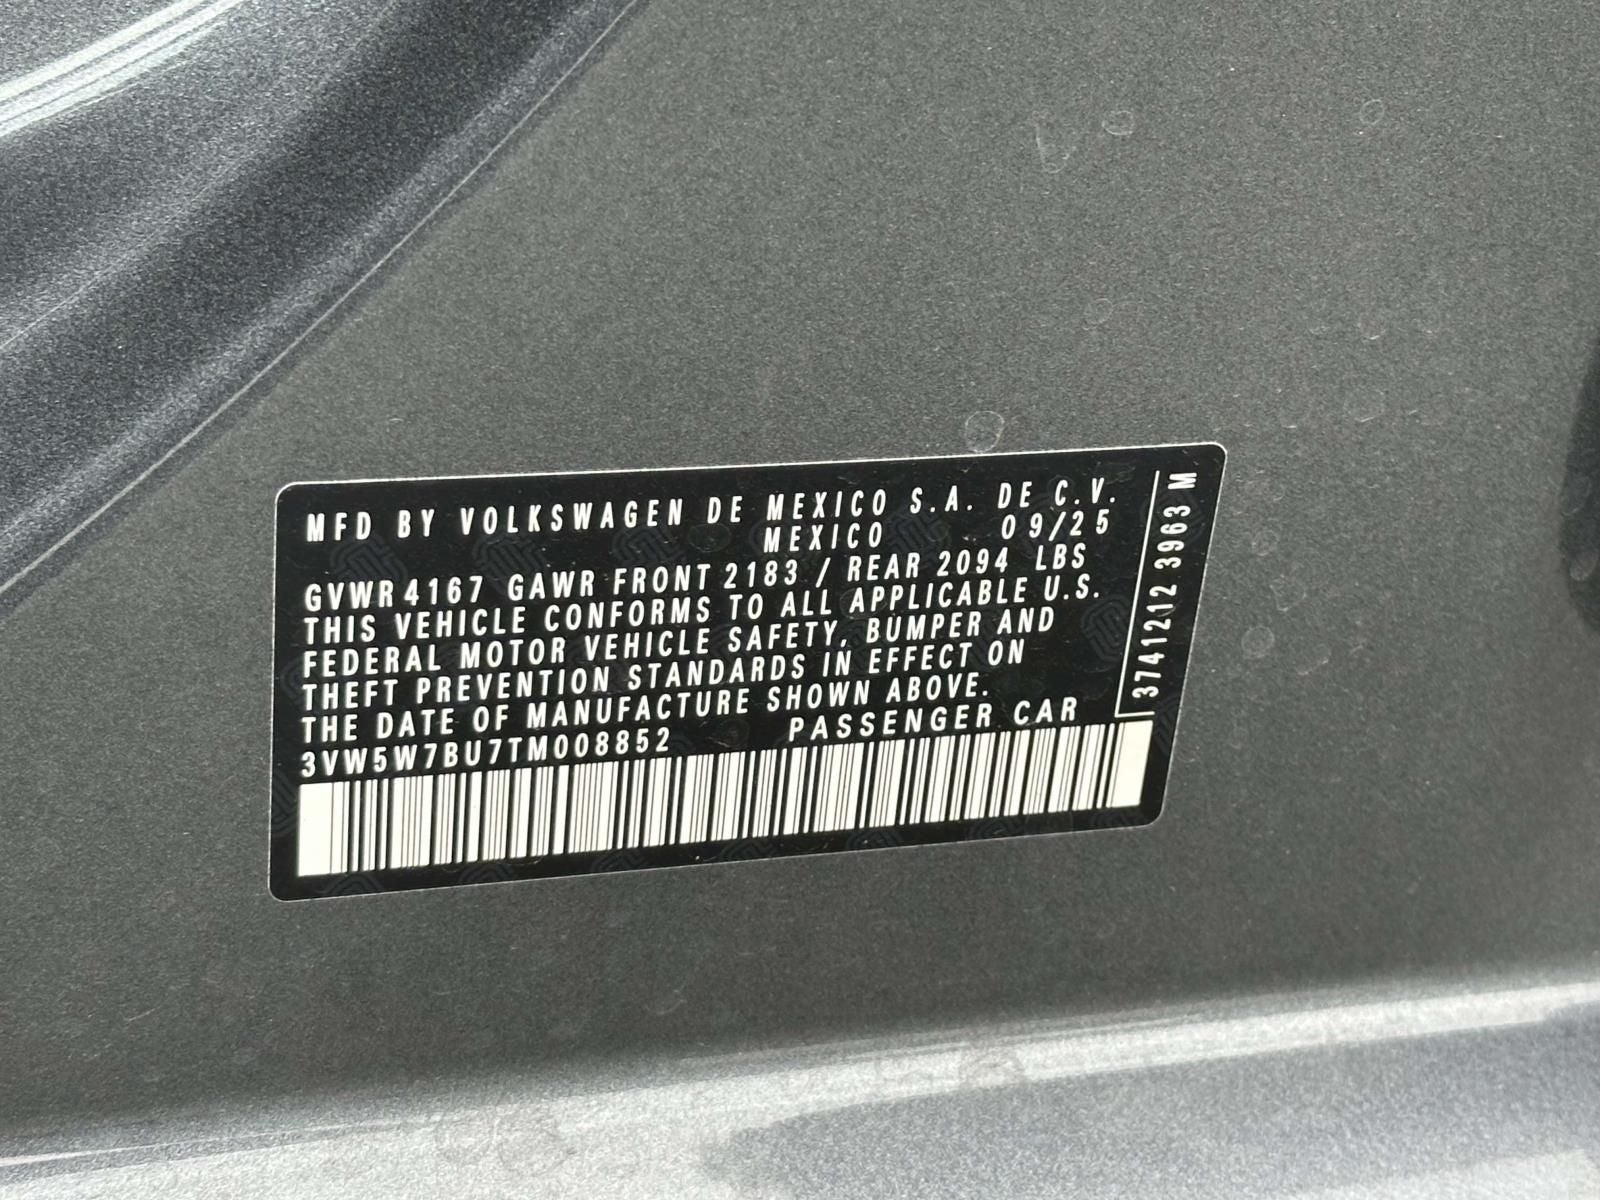 MFD BY VOLKSWAGEN DE MEXICO S.A. DE C.V.
MEXICO 09/25
GVWR 4167 GAWR FRONT 2183 / REAR 2094 LBS
THIS VEHICLE CONFORMS TO ALL APPLICABLE U.S.
FEDERAL MOTOR VEHICLE SAFETY, BUMPER AND
THEFT PREVENTION STANDARDS IN EFFECT ON
THE DATE OF MANUFACTURE SHOWN ABOVE.
3VW5W7BU7TM008852 PASSENGER CAR
3741212 3963 M